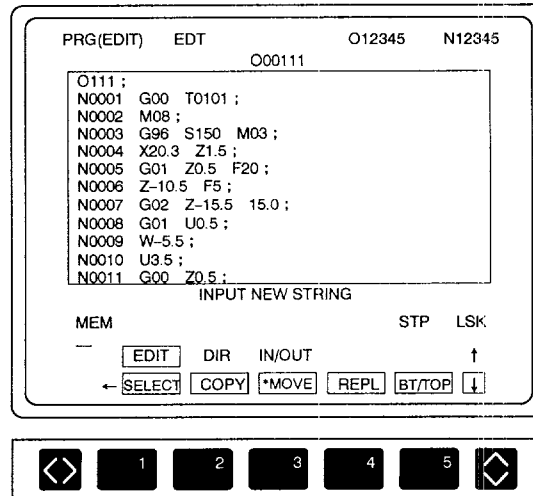 PRG(EDIT) EDT O12345 N12345
O00111
O111 ;
N0001 G00 T0101 ;
N0002 M08 ;
N0003 G96 S150 M03 ;
N0004 X20.3 Z1.5 ;
N0005 G01 Z0.5 F20 ;
N0006 Z–10.5 F5 ;
N0007 G02 Z–15.5 15.0 ;
N0008 G01 U0.5 ;
N0009 W–5.5 ;
N0010 U3.5 ;
N0011 G00 Z0.5 ;
INPUT NEW STRING
MEM STP LSK
EDIT DIR IN/OUT ↑
← SELECT COPY *MOVE REPL BT/TOP ↓
1 2 3 4 5